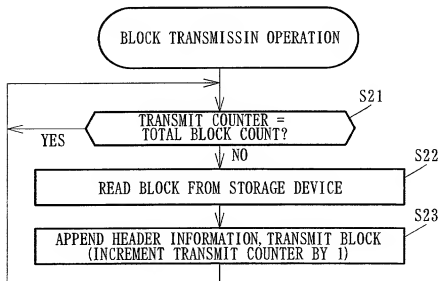 BLOCK TRANSMISSIN OPERATION
S21
TRANSMIT COUNTER =
TOTAL BLOCK COUNT?
YES
NO
S22
READ BLOCK FROM STORAGE DEVICE
S23
APPEND HEADER INFORMATION, TRANSMIT BLOCK
(INCREMENT TRANSMIT COUNTER BY 1)